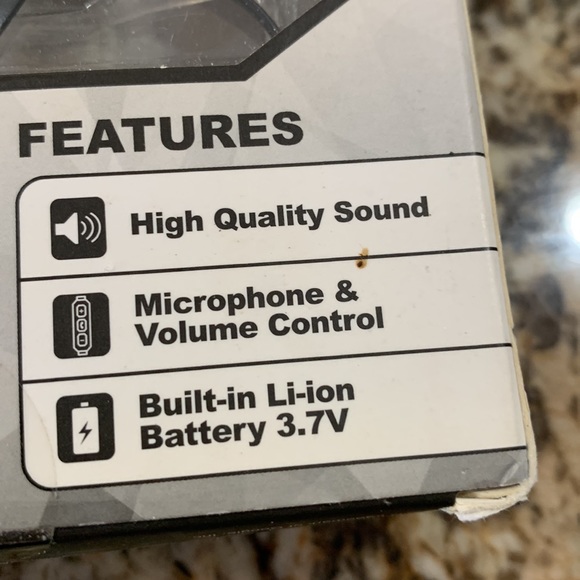 FEATURES
High Quality Sound
Microphone &
Volume Control
Built-in Li-ion
Battery 3.7V